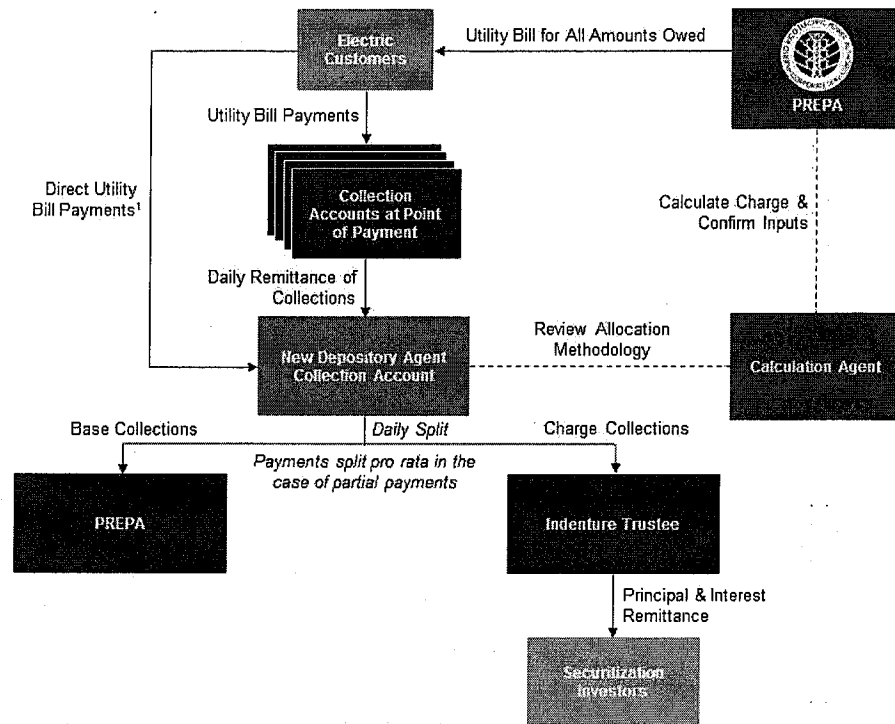 Electric
Customers
Utility Bill for All Amounts Owed
PREPA
Utility Bill Payments
Direct Utility
Bill Payments¹
Collection
Accounts at Point
of Payment
Calculate Charge &
Confirm Inputs
Daily Remittance of
Collections
New Depository Agent
Collection Account
Review Allocation
Methodology
Calculation Agent
Base Collections
Daily Split
Charge Collections
Payments split pro rata in the
case of partial payments
PREPA
Indenture Trustee
Principal & Interest
Remittance
Securitization
Investors